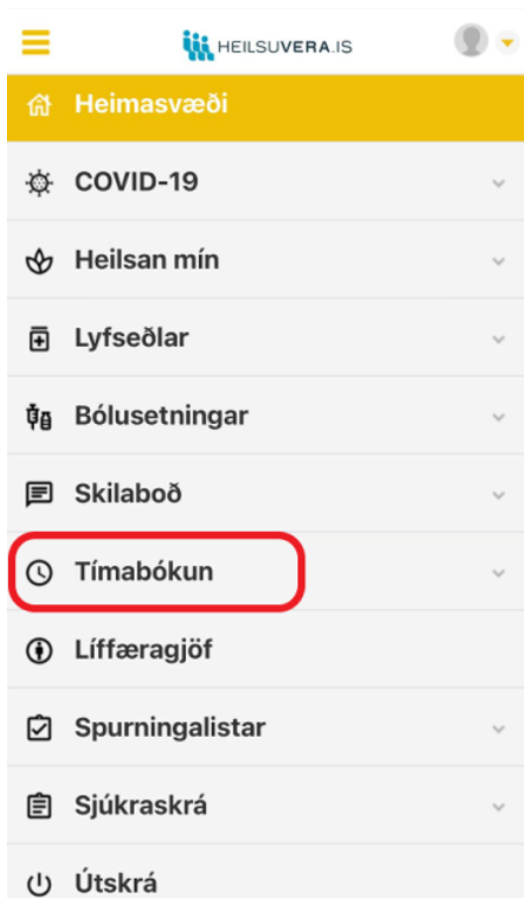 HEILSUVERA.IS
Heimasvæði
COVID-19
Heilsan mín
Lyfseðlar
Bólusetningar
Skilaboð
Tímabókun
Líffæragjöf
Spurningalistar
Sjúkraskrá
Útskrá